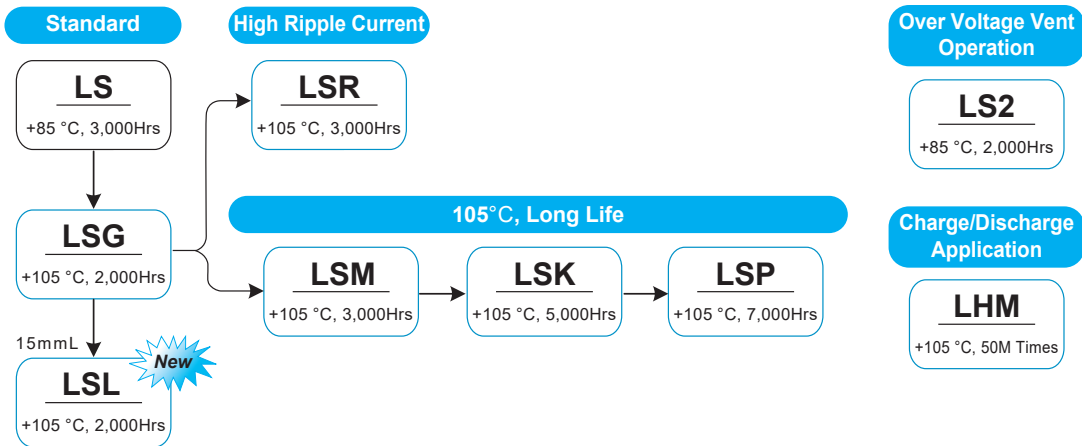 Standard
LS
+85 °C, 3,000Hrs
LSG
+105 °C, 2,000Hrs
15mmL
New
LSL
+105 °C, 2,000Hrs
High Ripple Current
LSR
+105 °C, 3,000Hrs
105°C, Long Life
LSM
+105 °C, 3,000Hrs
LSK
+105 °C, 5,000Hrs
LSP
+105 °C, 7,000Hrs
Over Voltage Vent
Operation
LS2
+85 °C, 2,000Hrs
Charge/Discharge
Application
LHM
+105 °C, 50M Times